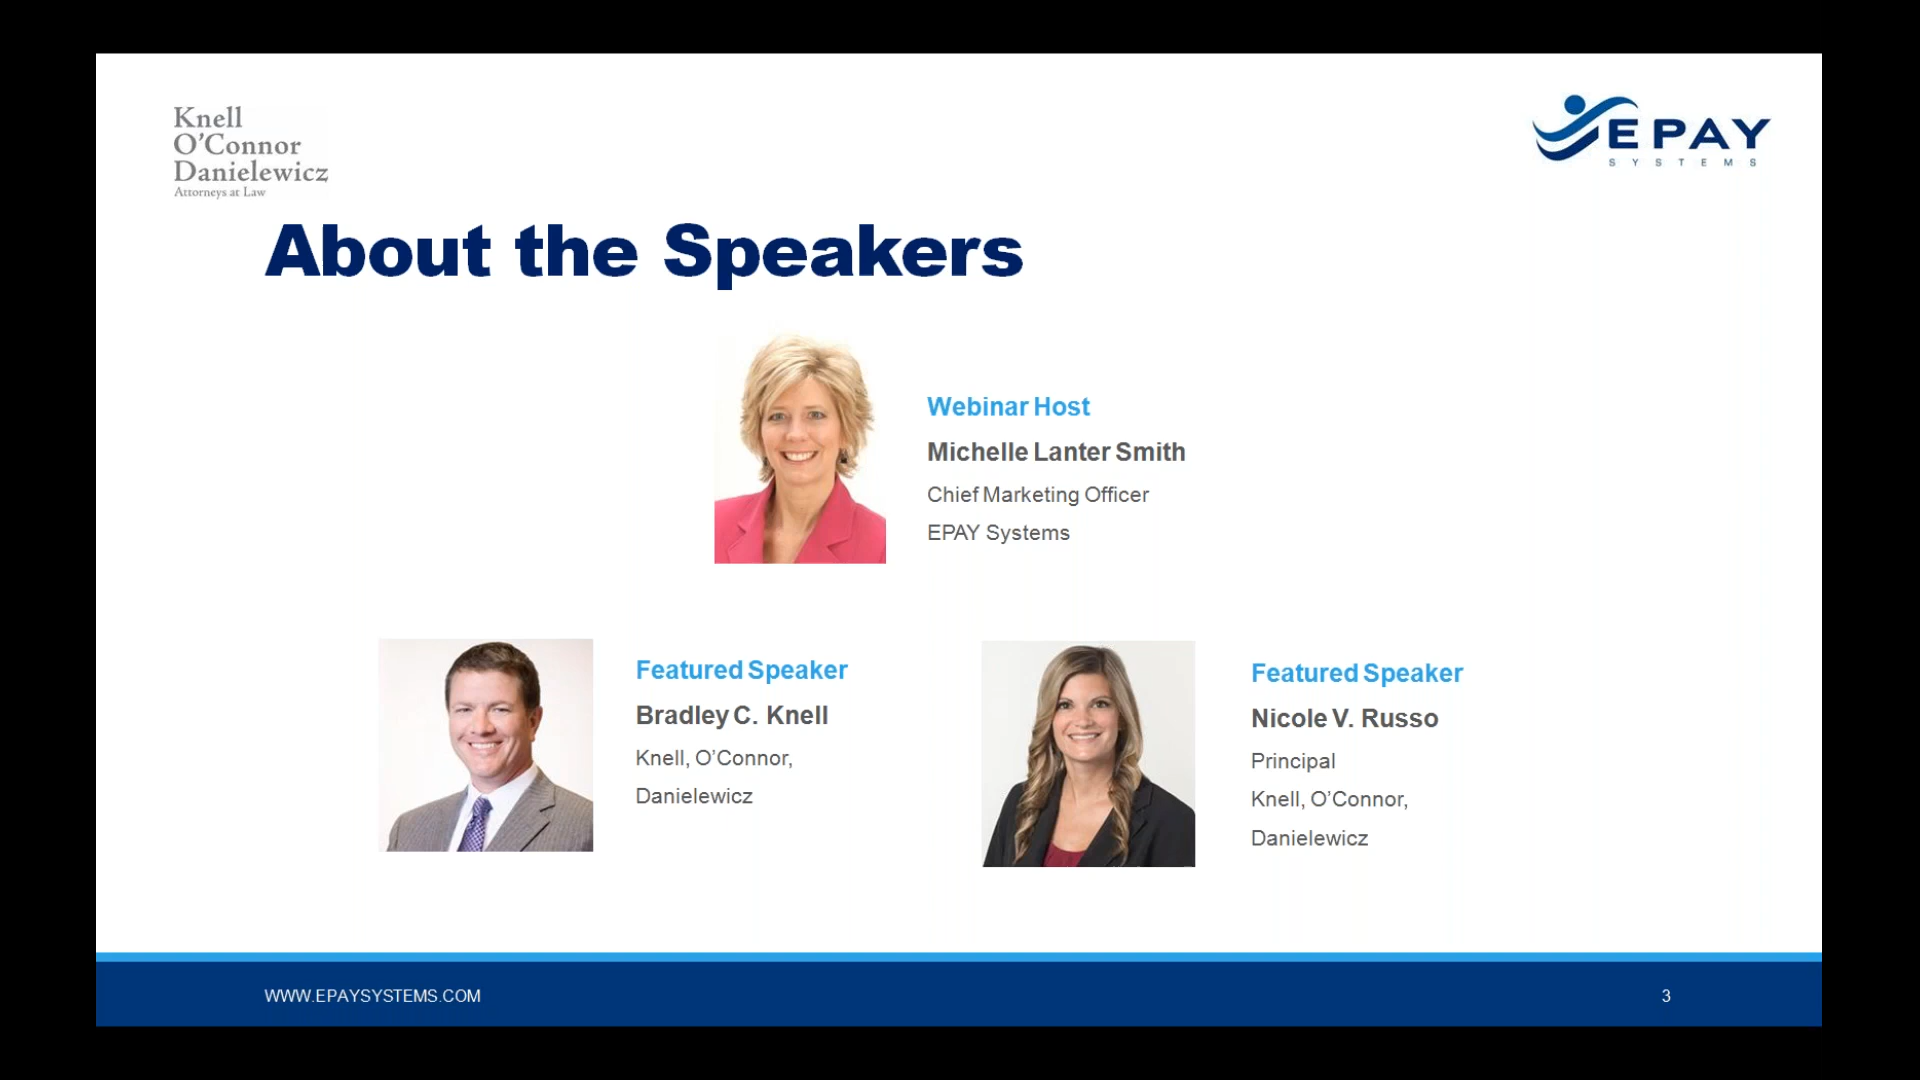 Knell
O’Connor
Danielewicz
Attorneys at Law
EPAY
SYSTEMS
About the Speakers
Webinar Host
Michelle Lanter Smith
Chief Marketing Officer
EPAY Systems
Featured Speaker
Bradley C. Knell
Knell, O’Connor,
Danielewicz
Featured Speaker
Nicole V. Russo
Principal
Knell, O’Connor,
Danielewicz
WWW.EPAYSYSTEMS.COM
3